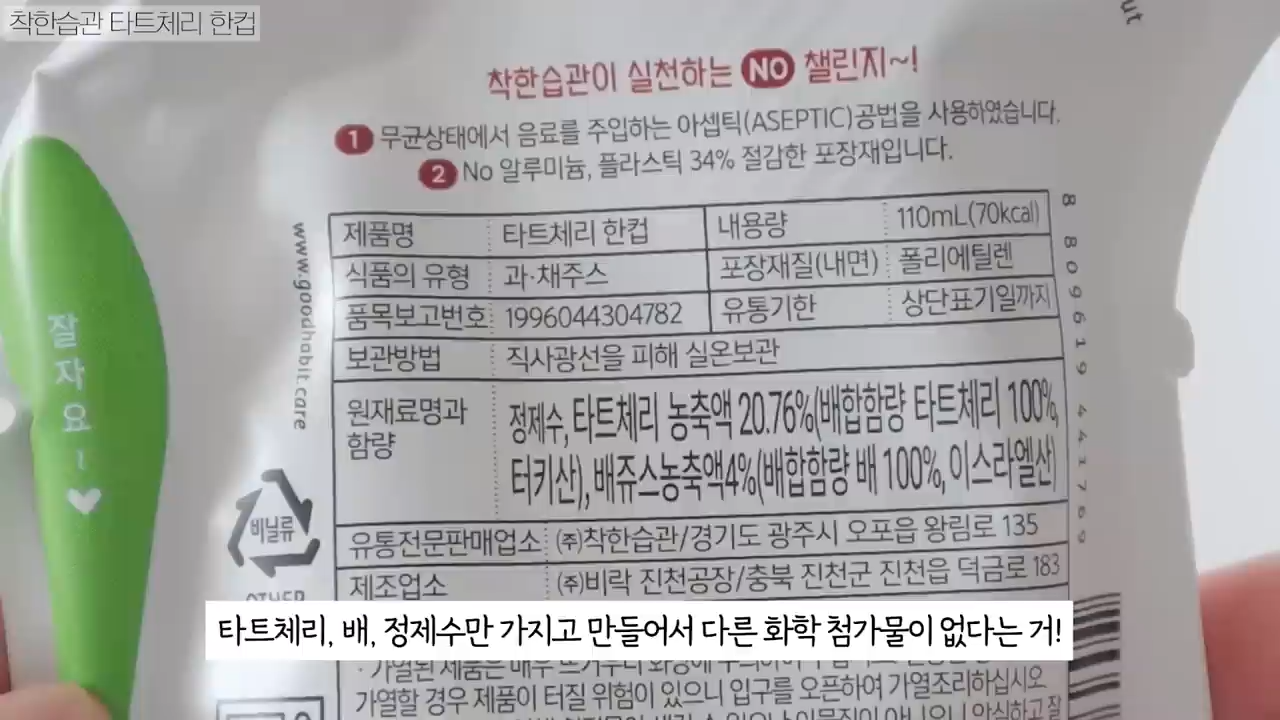 착한습관 타트체리 한컵
ut
착한습관이 실천하는 NO 챌린지~!
1 무균상태에서 음료를 주입하는 아셉틱(ASEPTIC)공법을 사용하였습니다.
2 No 알루미늄, 플라스틱 34% 절감한 포장재입니다.
제품명 타트체리 한컵 내용량 110mL(70kcal)
식품의 유형 과·채주스 포장재질(내면) 폴리에틸렌
품목보고번호 1996044304782 유통기한 상단표기일까지
보관방법 직사광선을 피해 실온보관
원재료명과 함량 정제수, 타트체리 농축액 20.76%(배합함량 타트체리 100%,
터키산), 배쥬스농축액4%(배합함량 배 100%, 이스라엘산)
유통전문판매업소 ㈜착한습관/경기도 광주시 오포읍 왕림로 135
제조업소 ㈜비락 진천공장/충북 진천군 진천읍 덕금로 183
www.goodhabit.care
잘자요~♥
비닐류
OTHER
8 809619 441769
타트체리, 배, 정제수만 가지고 만들어서 다른 화학 첨가물이 없다는 거!
· 가열된 제품은 매우
가열할 경우 제품이 터질 위험이 있으니 입구를 오픈하여 가열조리하십시오